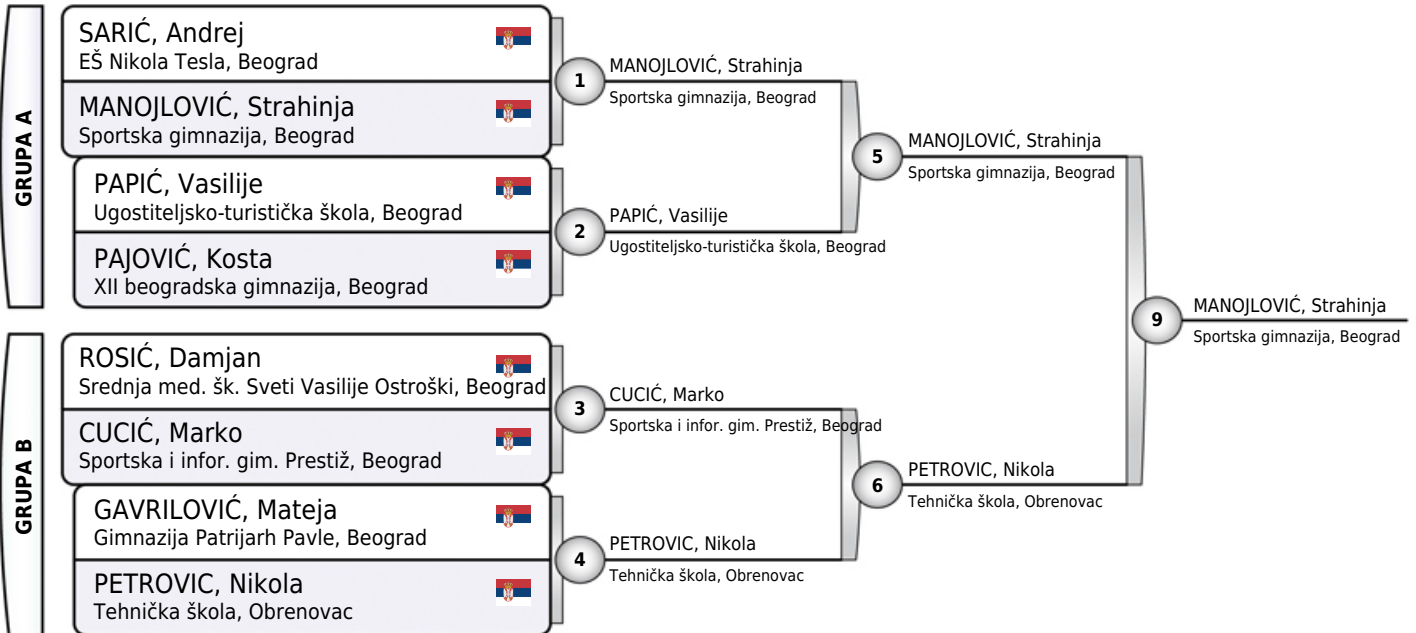 GRUPA A
SARIĆ, Andrej
EŠ Nikola Tesla, Beograd
MANOJLOVIĆ, Strahinja
Sportska gimnazija, Beograd
PAPIĆ, Vasilije
Ugostiteljsko-turistička škola, Beograd
PAJOVIĆ, Kosta
XII beogradska gimnazija, Beograd
GRUPA B
ROSIĆ, Damjan
Srednja med. šk. Sveti Vasilije Ostroški, Beograd
CUCIĆ, Marko
Sportska i infor. gim. Prestiž, Beograd
GAVRILOVIĆ, Mateja
Gimnazija Patrijarh Pavle, Beograd
PETROVIC, Nikola
Tehnička škola, Obrenovac
1
MANOJLOVIĆ, Strahinja
Sportska gimnazija, Beograd
2
PAPIĆ, Vasilije
Ugostiteljsko-turistička škola, Beograd
3
CUCIĆ, Marko
Sportska i infor. gim. Prestiž, Beograd
4
PETROVIC, Nikola
Tehnička škola, Obrenovac
5
MANOJLOVIĆ, Strahinja
Sportska gimnazija, Beograd
6
PETROVIC, Nikola
Tehnička škola, Obrenovac
9
MANOJLOVIĆ, Strahinja
Sportska gimnazija, Beograd